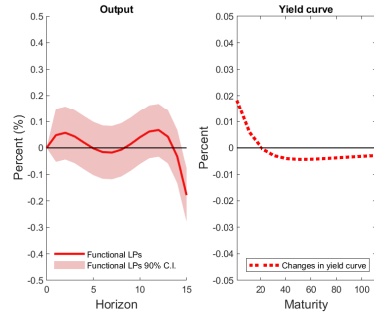 Output
Percent (%)
0.5
0.4
0.3
0.2
0.1
0
-0.1
-0.2
-0.3
-0.4
-0.5
Functional LPs
Functional LPs 90% C.I.
0 5 10 15
Horizon
Yield curve
Percent
0.05
0.04
0.03
0.02
0.01
0
-0.01
-0.02
-0.03
-0.04
-0.05
Changes in yield curve
20 40 60 80 100
Maturity